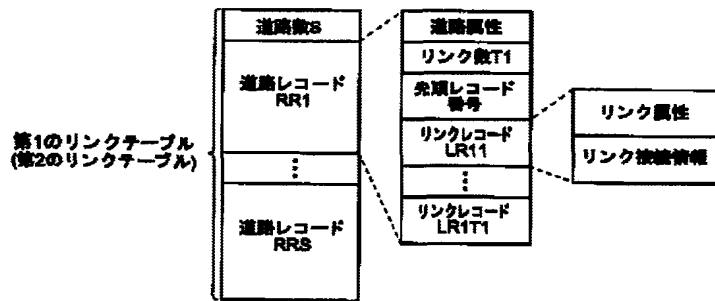 第1のリンクテーブル
(第2のリンクテーブル)
道路数S
道路レコード
RR1
道路レコード
RRS
道路属性
リンク数T1
先頭レコード
番号
リンクレコード
LR11
リンクレコード
LR1T1
リンク属性
リンク接続情報